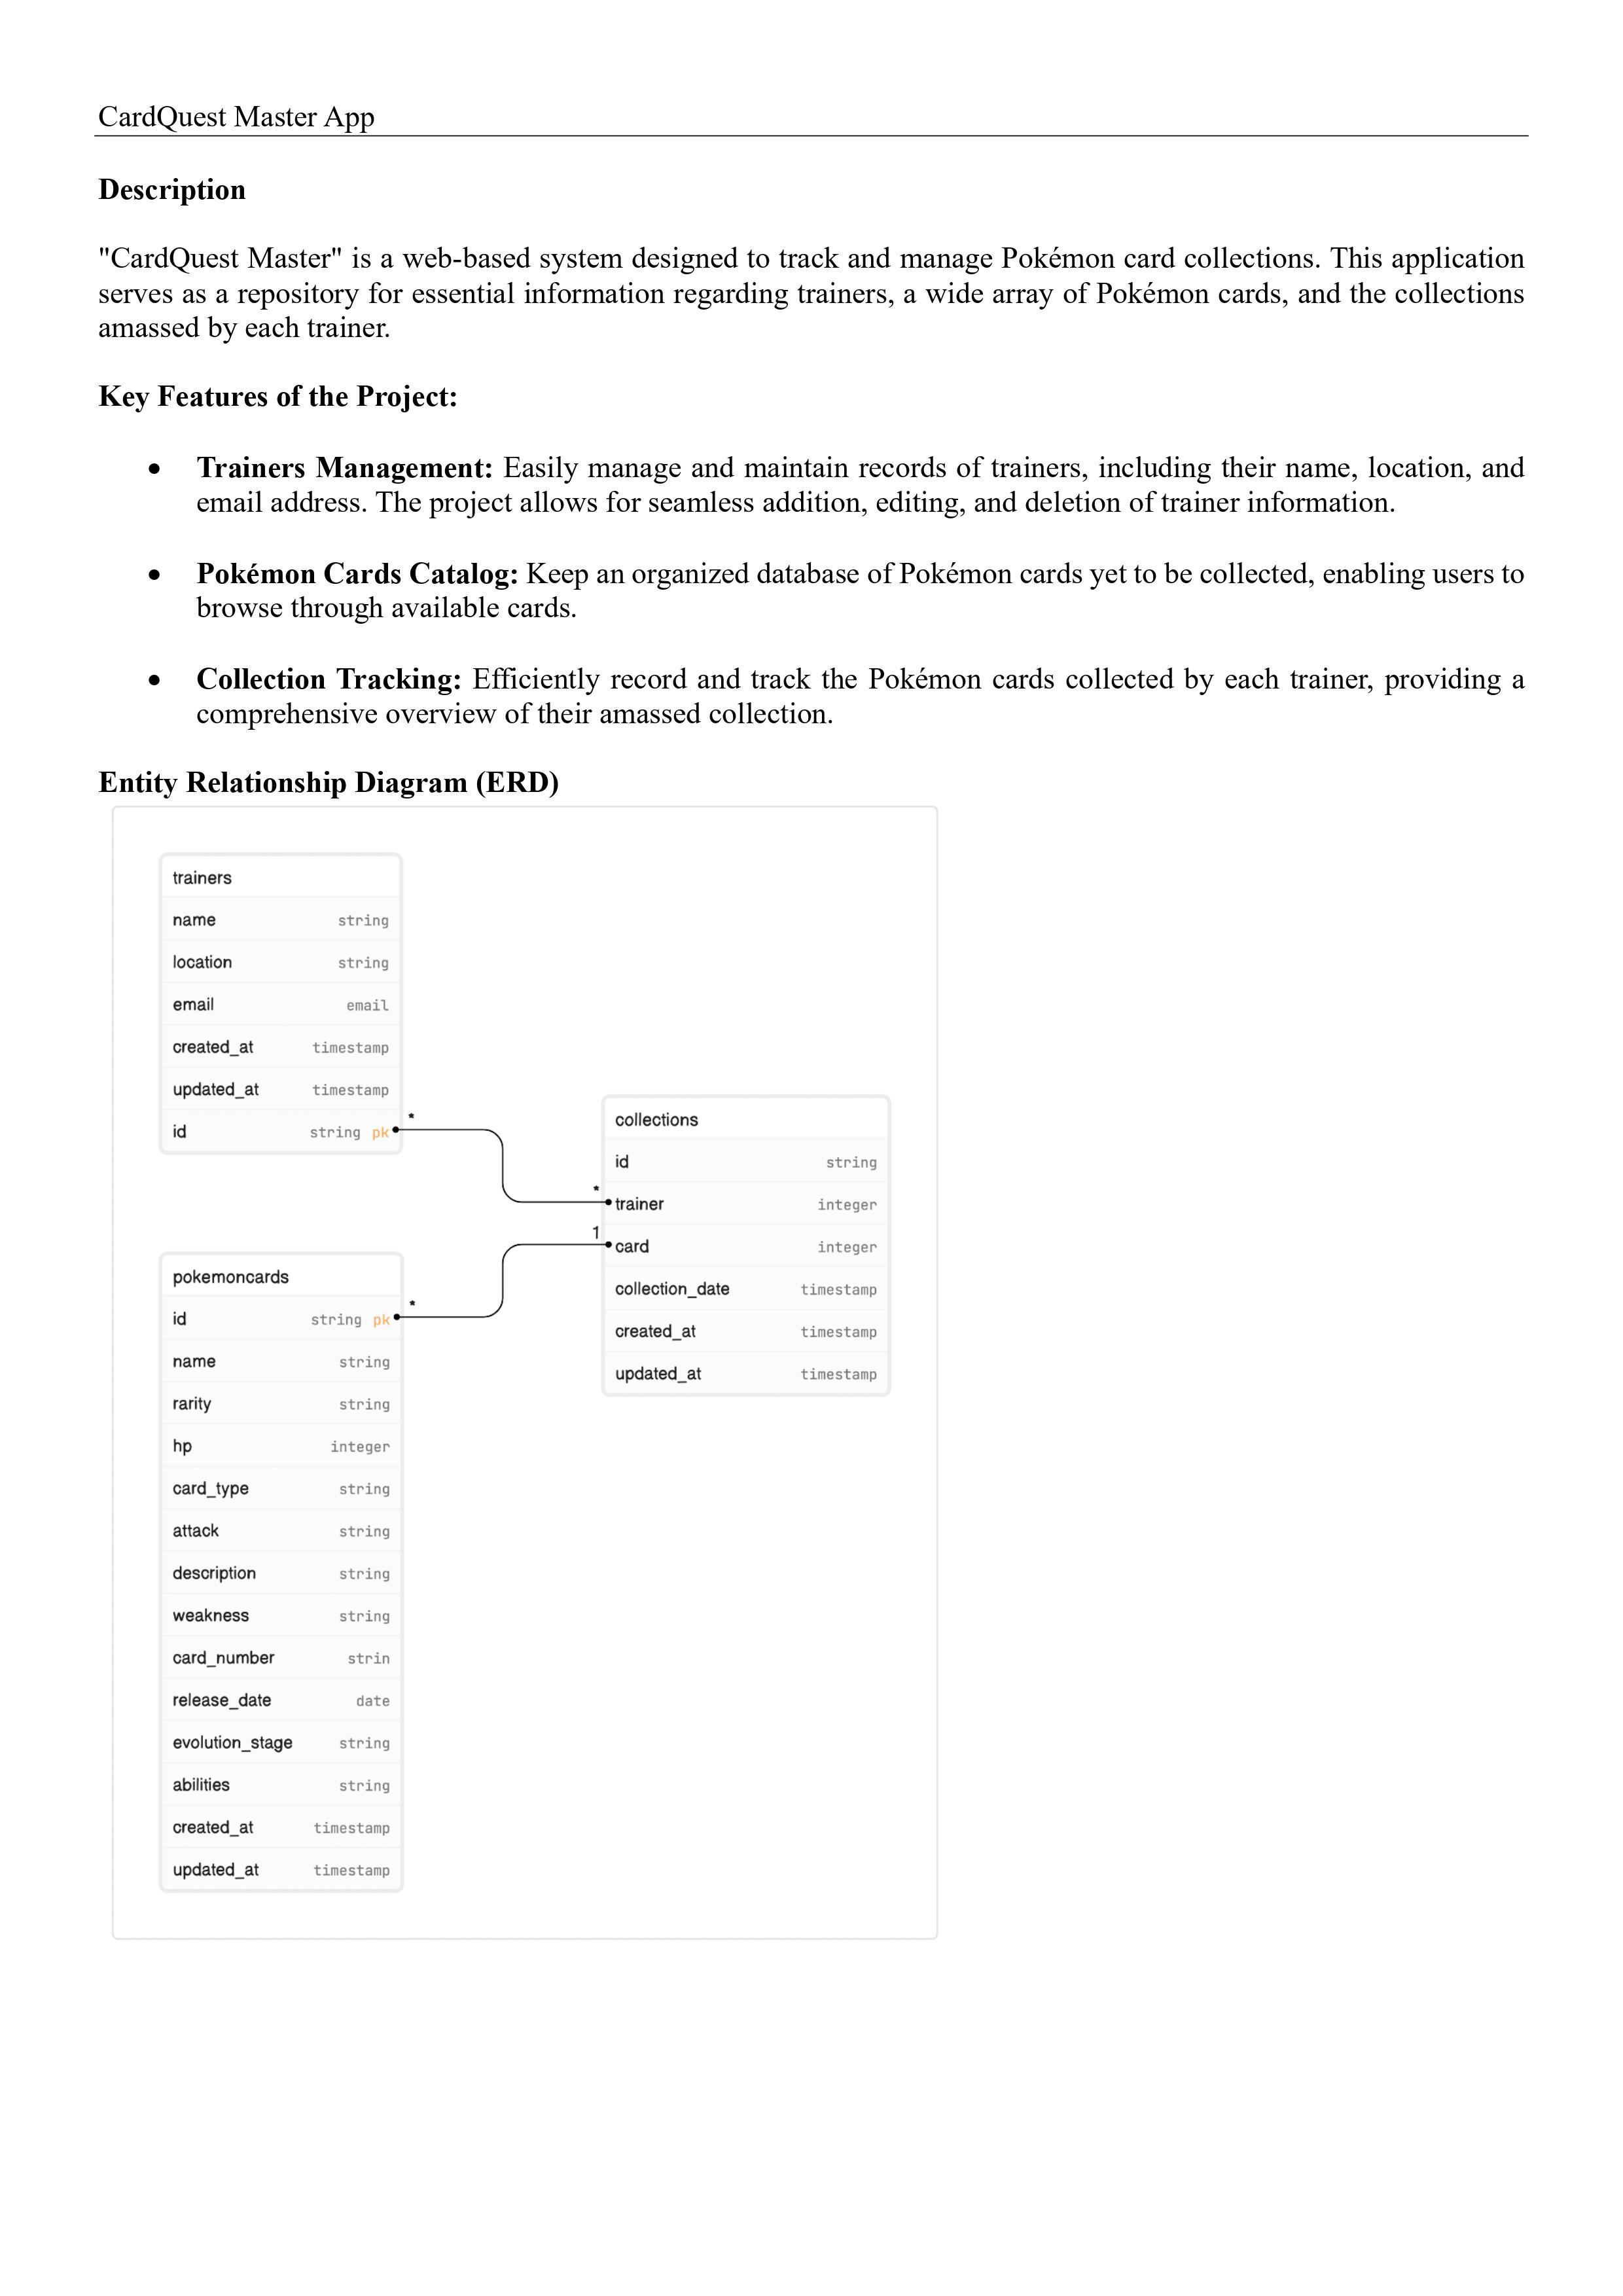 CardQuest Master App
Description
"CardQuest Master" is a web-based system designed to track and manage Pokémon card collections. This application
serves as a repository for essential information regarding trainers, a wide array of Pokémon cards, and the collections
amassed by each trainer.
Key Features of the Project:
• Trainers Management: Easily manage and maintain records of trainers, including their name, location, and
email address. The project allows for seamless addition, editing, and deletion of trainer information.
• Pokémon Cards Catalog: Keep an organized database of Pokémon cards yet to be collected, enabling users to
browse through available cards.
• Collection Tracking: Efficiently record and track the Pokémon cards collected by each trainer, providing a
comprehensive overview of their amassed collection.
Entity Relationship Diagram (ERD)
trainers
name string
location string
email email
created_at timestamp
updated_at timestamp
id string pk
*
collections
id string
*
trainer integer
1
card integer
collection_date timestamp
created_at timestamp
updated_at timestamp
pokemoncards
*
id string pk
name string
rarity string
hp integer
card_type string
attack string
description string
weakness string
card_number strin
release_date date
evolution_stage string
abilities string
created_at timestamp
updated_at timestamp